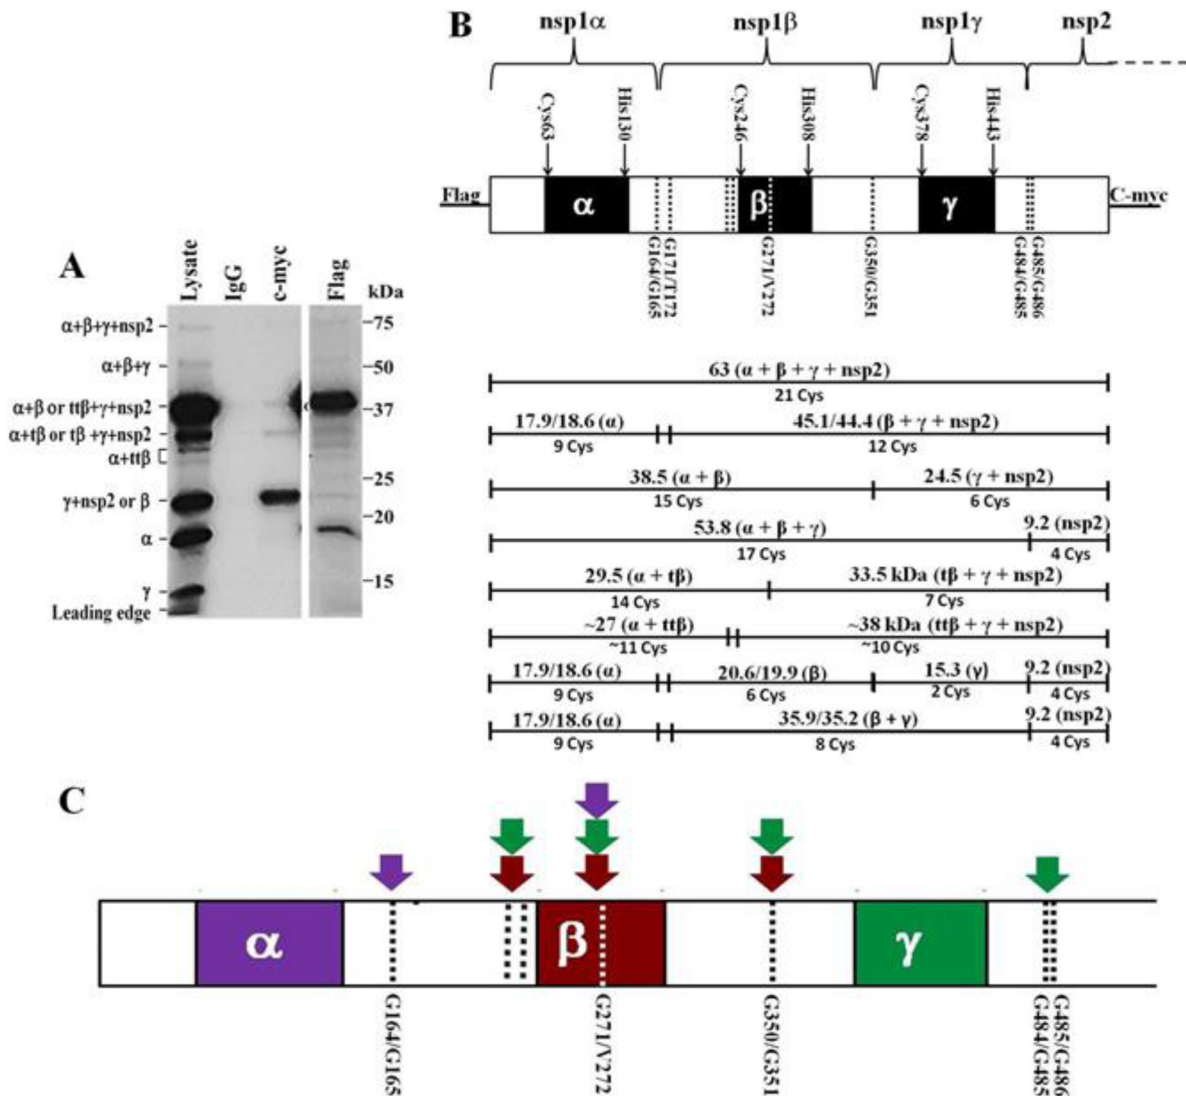 B
nsp1α nsp1β nsp1γ nsp2
Cys63 His130 Cys246 His308 Cys378 His443
Flag α β γ C-myc
G164/G165 G171/T172 G271/V272 G350/G351 G484/G485 G485/G486
A
Lysate IgG c-myc Flag kDa
α+β+γ+nsp2 75
α+β+γ 50
α+β or ttβ+γ+nsp2 37
α+tβ or tβ +γ+nsp2
α+ttβ
25
γ+nsp2 or β
20
α
15
γ
Leading edge
63 (α + β + γ + nsp2)
21 Cys
17.9/18.6 (α) 45.1/44.4 (β + γ + nsp2)
9 Cys 12 Cys
38.5 (α + β) 24.5 (γ + nsp2)
15 Cys 6 Cys
53.8 (α + β + γ) 9.2 (nsp2)
17 Cys 4 Cys
29.5 (α + tβ) 33.5 kDa (tβ + γ + nsp2)
14 Cys 7 Cys
~27 (α + ttβ) ~38 kDa (ttβ + γ + nsp2)
~11 Cys ~10 Cys
17.9/18.6 (α) 20.6/19.9 (β) 15.3 (γ) 9.2 (nsp2)
9 Cys 6 Cys 2 Cys 4 Cys
17.9/18.6 (α) 35.9/35.2 (β + γ) 9.2 (nsp2)
9 Cys 8 Cys 4 Cys
C
α β γ
G164/G165 G271/V272 G350/G351 G484/G485 G485/G486